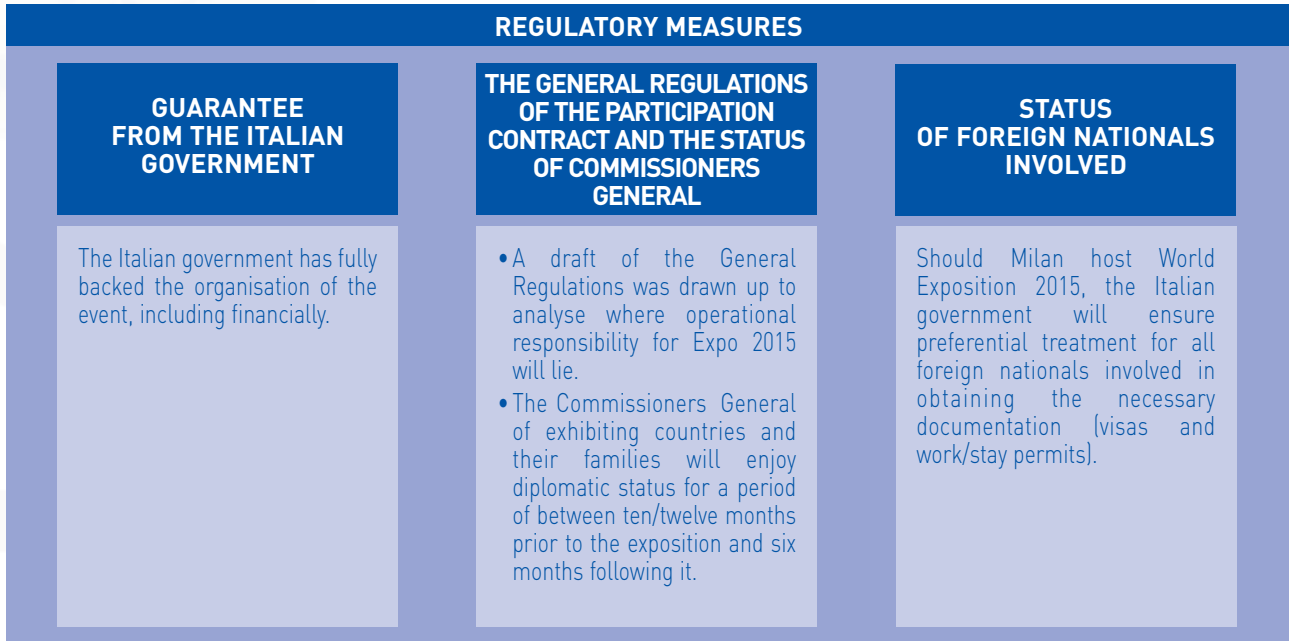 REGULATORY MEASURES
GUARANTEE
FROM THE ITALIAN
GOVERNMENT
The Italian government has fully
backed the organisation of the
event, including financially.
THE GENERAL REGULATIONS
OF THE PARTICIPATION
CONTRACT AND THE STATUS
OF COMMISSIONERS
GENERAL
• A draft of the General
Regulations was drawn up to
analyse where operational
responsibility for Expo 2015
will lie.
• The Commissioners General
of exhibiting countries and
their families will enjoy
diplomatic status for a period
of between ten/twelve months
prior to the exposition and six
months following it.
STATUS
OF FOREIGN NATIONALS
INVOLVED
Should Milan host World
Exposition 2015, the Italian
government will ensure
preferential treatment for all
foreign nationals involved in
obtaining the necessary
documentation (visas and
work/stay permits).